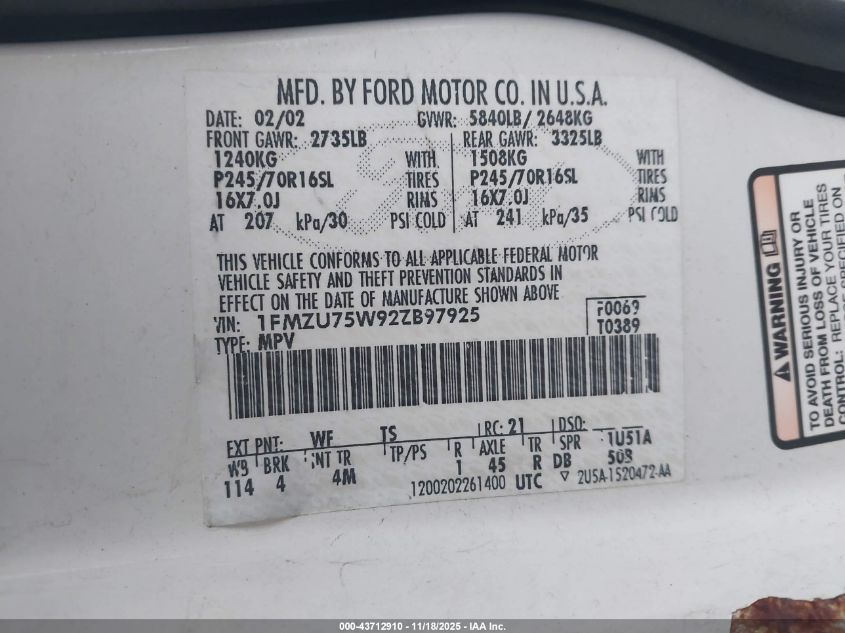 MFD. BY FORD MOTOR CO. IN U.S.A.
DATE: 02/02 GVWR: 5840LB/ 2648KG
FRONT GAWR: 2735LB REAR GAWR: 3325LB
1240KG WITH 1508KG WITH
P245/70R16SL TIRES P245/70R16SL TIRES
16X7.0J RIMS 16X7.0J RIMS
AT 207 kPa/30 PSI COLD AT 241 kPa/35 PSI COLD
THIS VEHICLE CONFORMS TO ALL APPLICABLE FEDERAL MOTOR
VEHICLE SAFETY AND THEFT PREVENTION STANDARDS IN
EFFECT ON THE DATE OF MANUFACTURE SHOWN ABOVE
VIN: 1FMZU75W92ZB97925 F0069
TYPE: MPV T0389
EXT PNT: WF TS RC: 21 DSO:
WB BRK INT TR TP/PS R AXLE TR SPR 1U51A
114 4 4M 1 45 R DB 508
1200202261400 UTC 2U5A-1520472-AA
WARNING
TO AVOID SERIOUS INJURY OR
DEATH FROM LOSS OF VEHICLE
CONTROL: REPLACE YOUR TIRES
SPECIFIED ON
000-43712910 - 11/18/2025 - IAA Inc.